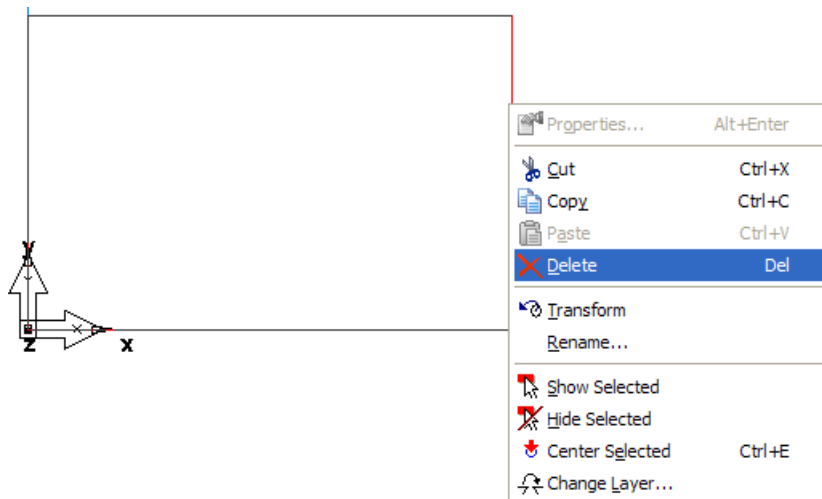 Properties... Alt+Enter
Cut Ctrl+X
Copy Ctrl+C
Paste Ctrl+V
Delete Del
Transform
Rename...
Show Selected
Hide Selected
Center Selected Ctrl+E
Change Layer...
y
x
z
x